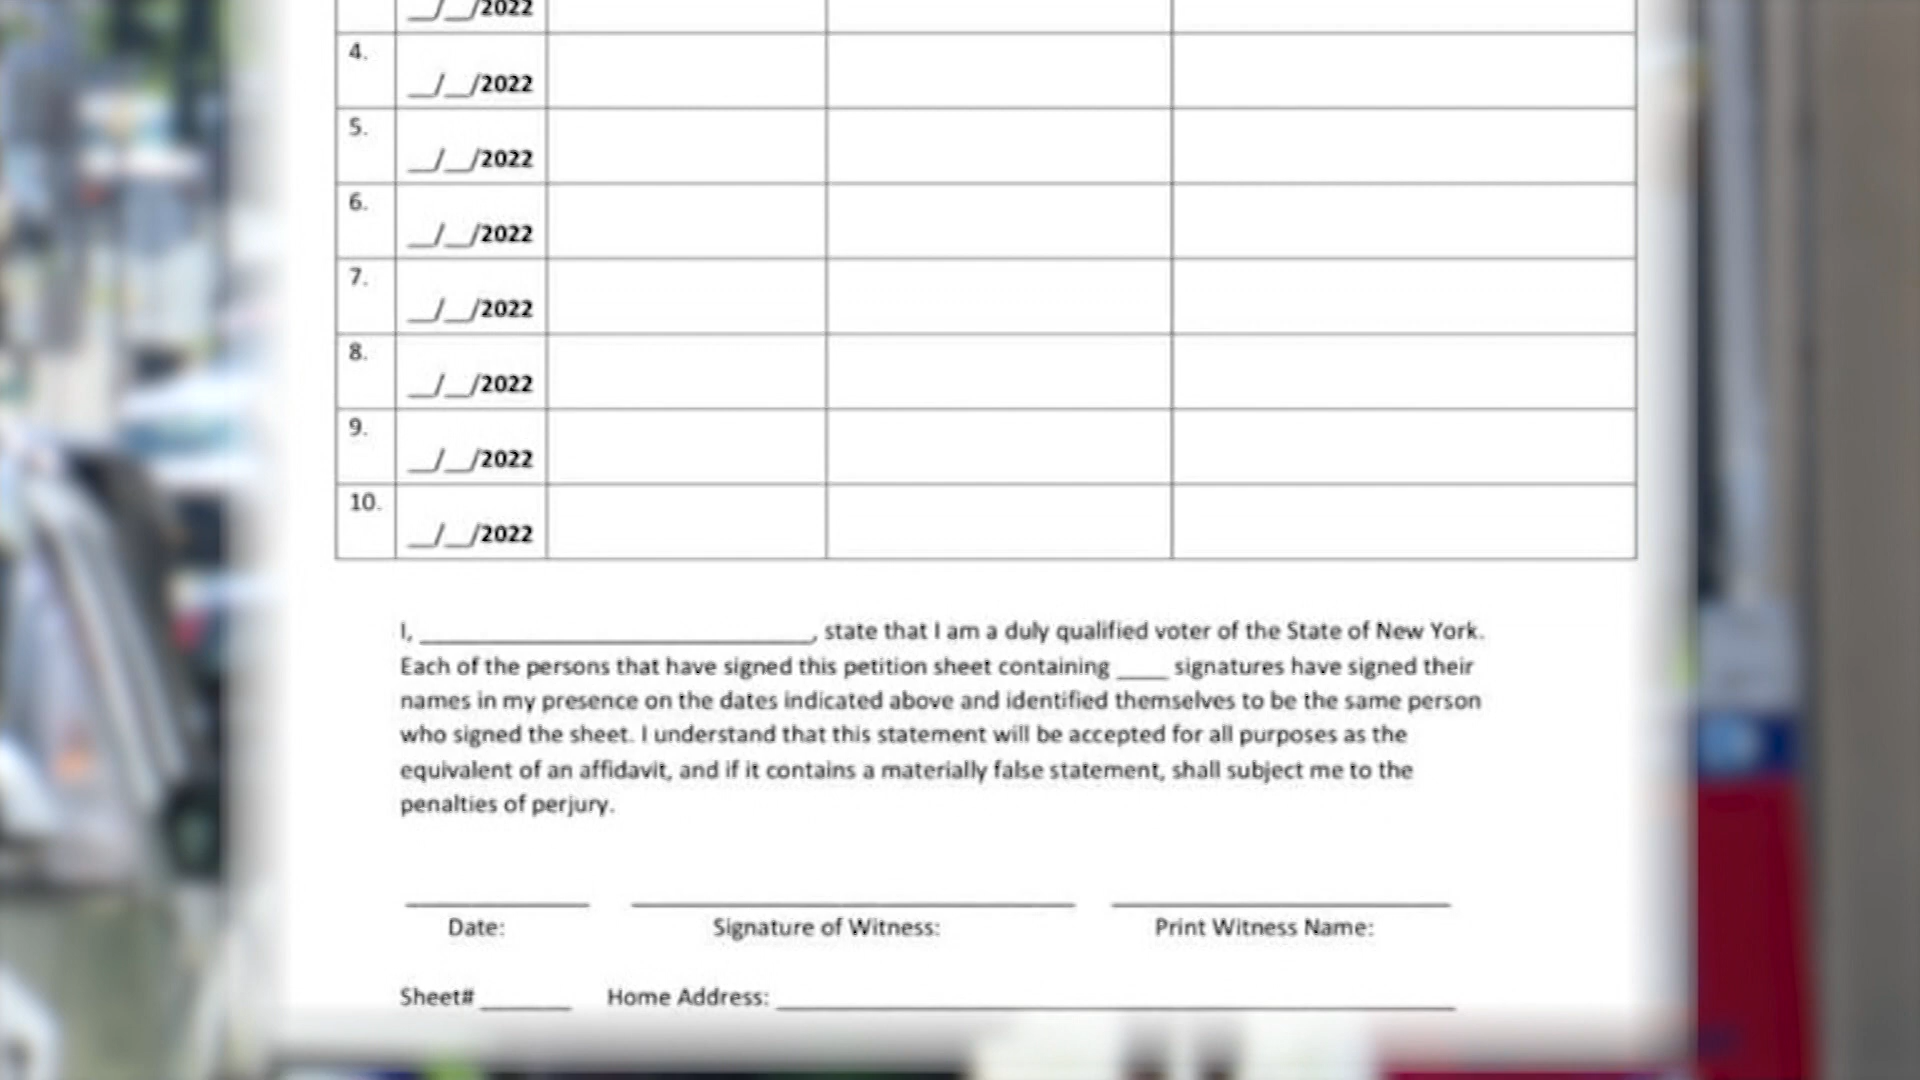 __/__/2022
4.
__/__/2022
5.
__/__/2022
6.
__/__/2022
7.
__/__/2022
8.
__/__/2022
9.
__/__/2022
10.
__/__/2022
I, ______________________________, state that I am a duly qualified voter of the State of New York.
Each of the persons that have signed this petition sheet containing ____ signatures have signed their
names in my presence on the dates indicated above and identified themselves to be the same person
who signed the sheet. I understand that this statement will be accepted for all purposes as the
equivalent of an affidavit, and if it contains a materially false statement, shall subject me to the
penalties of perjury.
Date: Signature of Witness: Print Witness Name:
Sheet# _______ Home Address: ______________________________